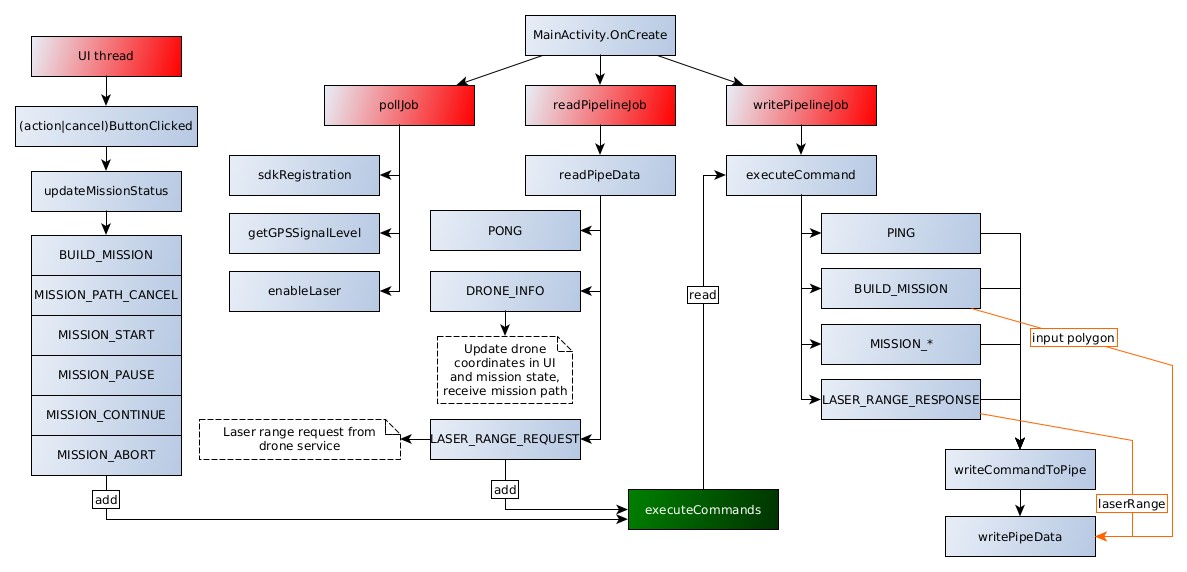 MainActivity.OnCreate
UI thread
pollJob
readPipelineJob
writePipelineJob
(action|cancel)ButtonClicked
updateMissionStatus
BUILD_MISSION
MISSION_PATH_CANCEL
MISSION_START
MISSION_PAUSE
MISSION_CONTINUE
MISSION_ABORT
add
sdkRegistration
getGPSSignalLevel
enableLaser
readPipeData
PONG
DRONE_INFO
Update drone
coordinates in UI
and mission state,
receive mission path
LASER_RANGE_REQUEST
Laser range request from
drone service
add
executeCommands
read
executeCommand
PING
BUILD_MISSION
MISSION_*
LASER_RANGE_RESPONSE
input polygon
laserRange
writeCommandToPipe
writePipeData